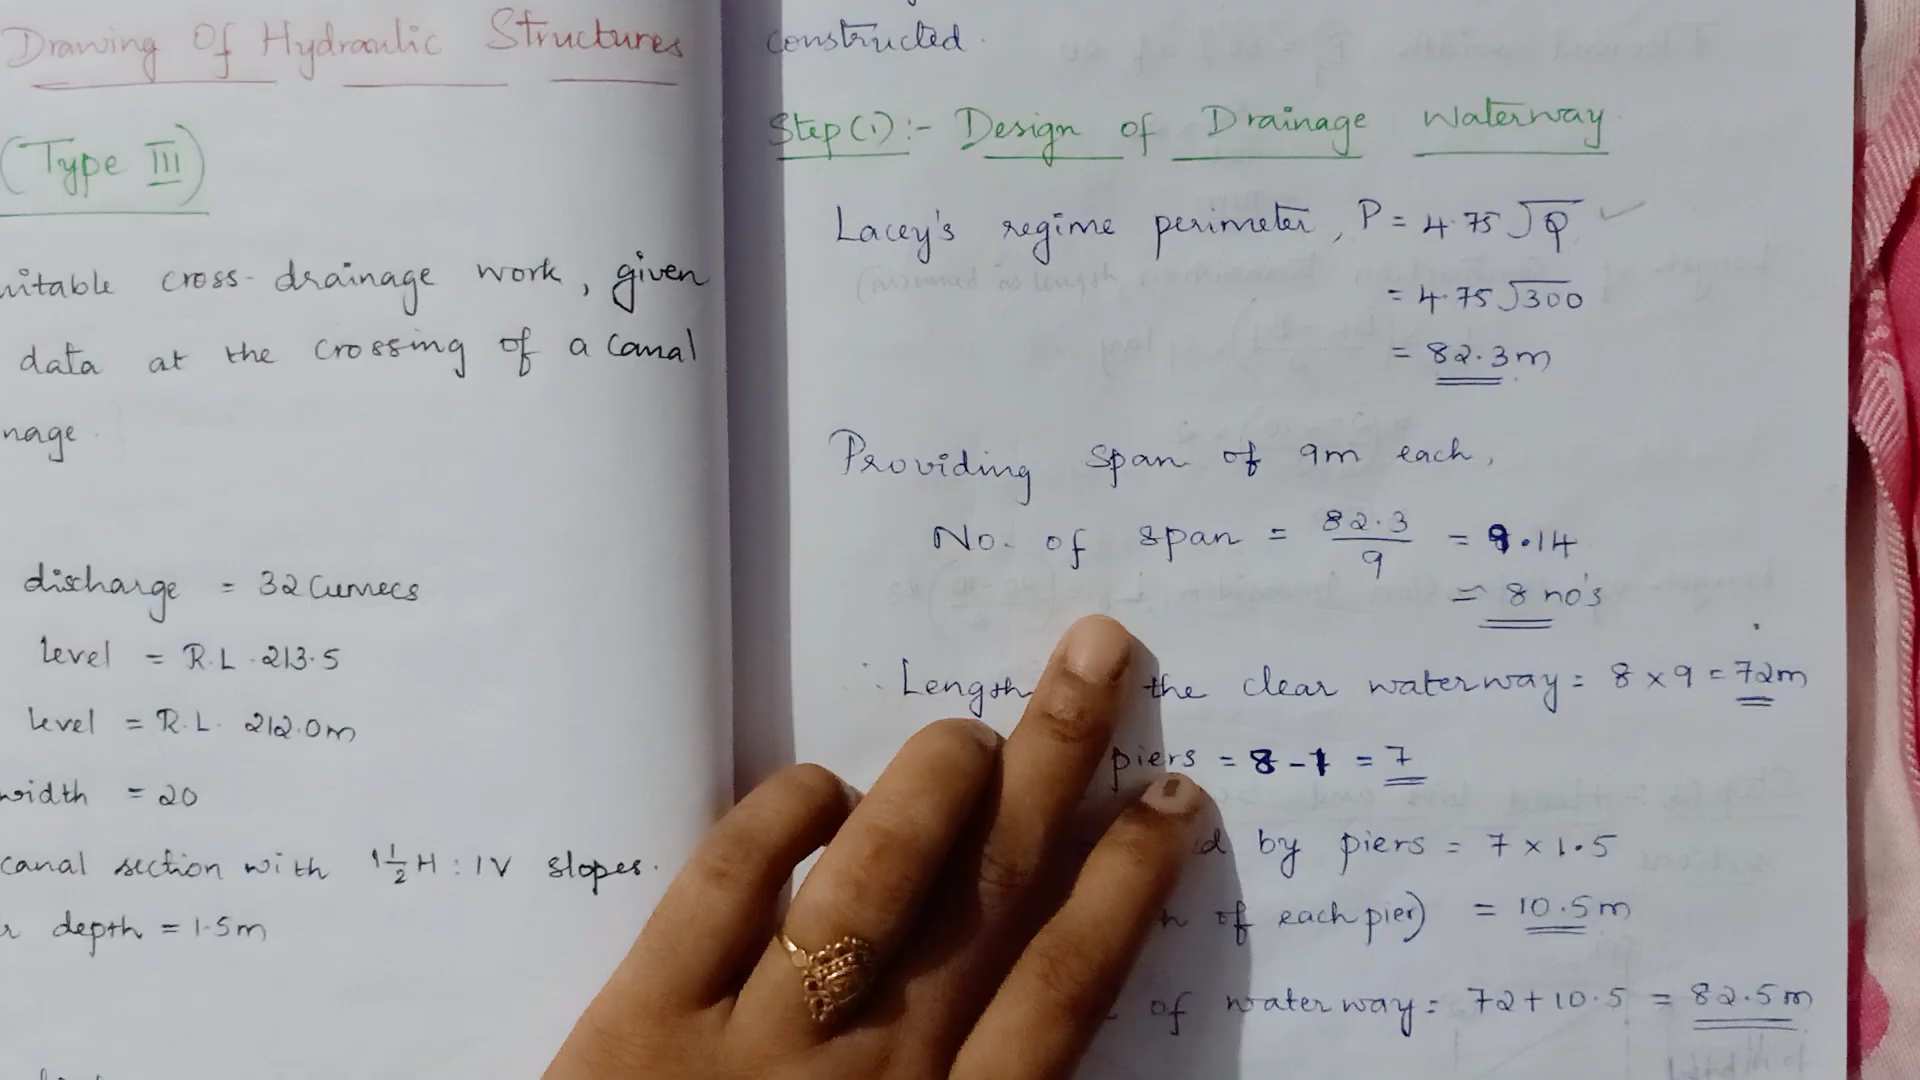 Drawing Of Hydraulic Structures
(Type III)
suitable cross-drainage work, given
data at the crossing of a canal
nage
discharge = 32 Cumecs
level = R.L. 213.5
level = R.L. 212.0m
width = 20
canal section with 1 1/2 H : 1V slopes.
r depth = 1.5m
constructed.
Step (1) :- Design of Drainage Waterway
Lacey's regime perimeter, P = 4.75 √Q
= 4.75 √300
= 82.3m
Providing span of 9m each,
No. of span = 82.3/9 = 9.14
= 8 no's
∴ Length the clear waterway = 8 x 9 = 72m
piers = 8 - 1 = 7
d by piers = 7 x 1.5
of each pier) = 10.5m
of waterway = 72 + 10.5 = 82.5m